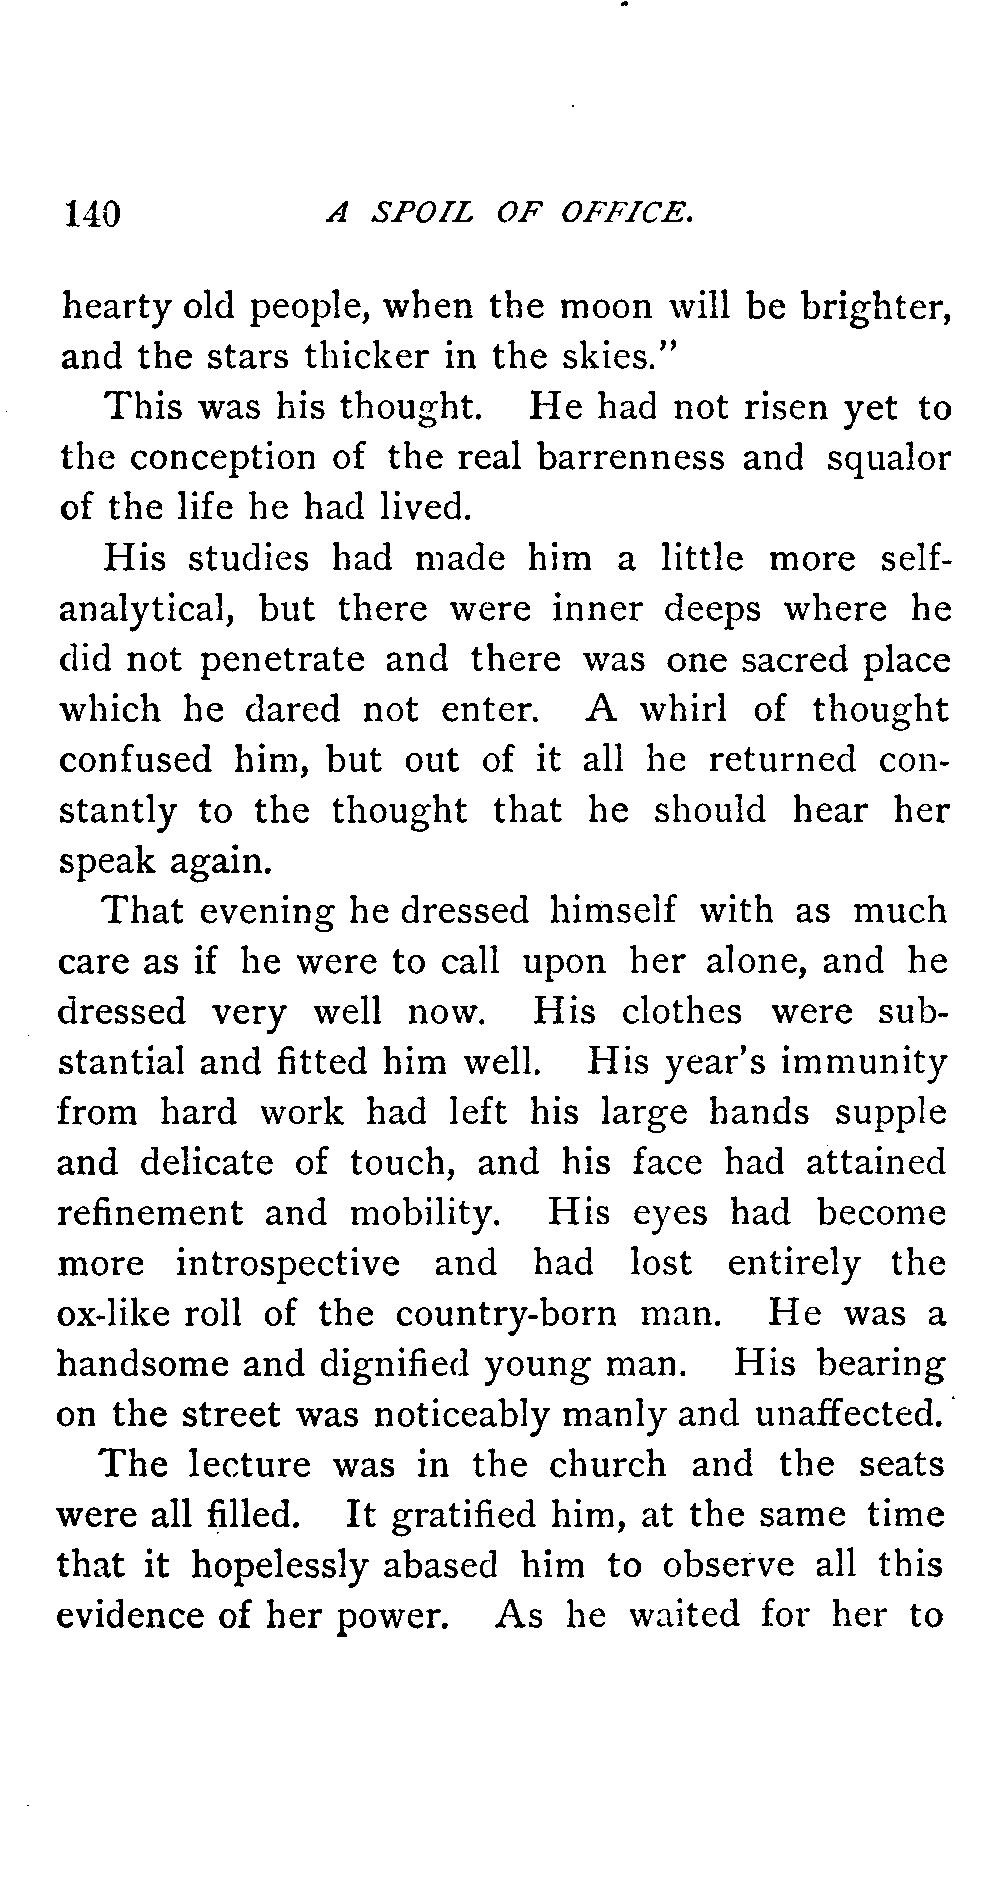 140 A SPOIL OF OFFICE.
hearty old people, when the moon will be brighter,
and the stars thicker in the skies."
This was his thought. He had not risen yet to
the conception of the real barrenness and squalor
of the life he had lived.
His studies had made him a little more self-
analytical, but there were inner deeps where he
did not penetrate and there was one sacred place
which he dared not enter. A whirl of thought
confused him, but out of it all he returned con-
stantly to the thought that he should hear her
speak again.
That evening he dressed himself with as much
care as if he were to call upon her alone, and he
dressed very well now. His clothes were sub-
stantial and fitted him well. His year's immunity
from hard work had left his large hands supple
and delicate of touch, and his face had attained
refinement and mobility. His eyes had become
more introspective and had lost entirely the
ox-like roll of the country-born man. He was a
handsome and dignified young man. His bearing
on the street was noticeably manly and unaffected.
The lecture was in the church and the seats
were all filled. It gratified him, at the same time
that it hopelessly abased him to observe all this
evidence of her power. As he waited for her to